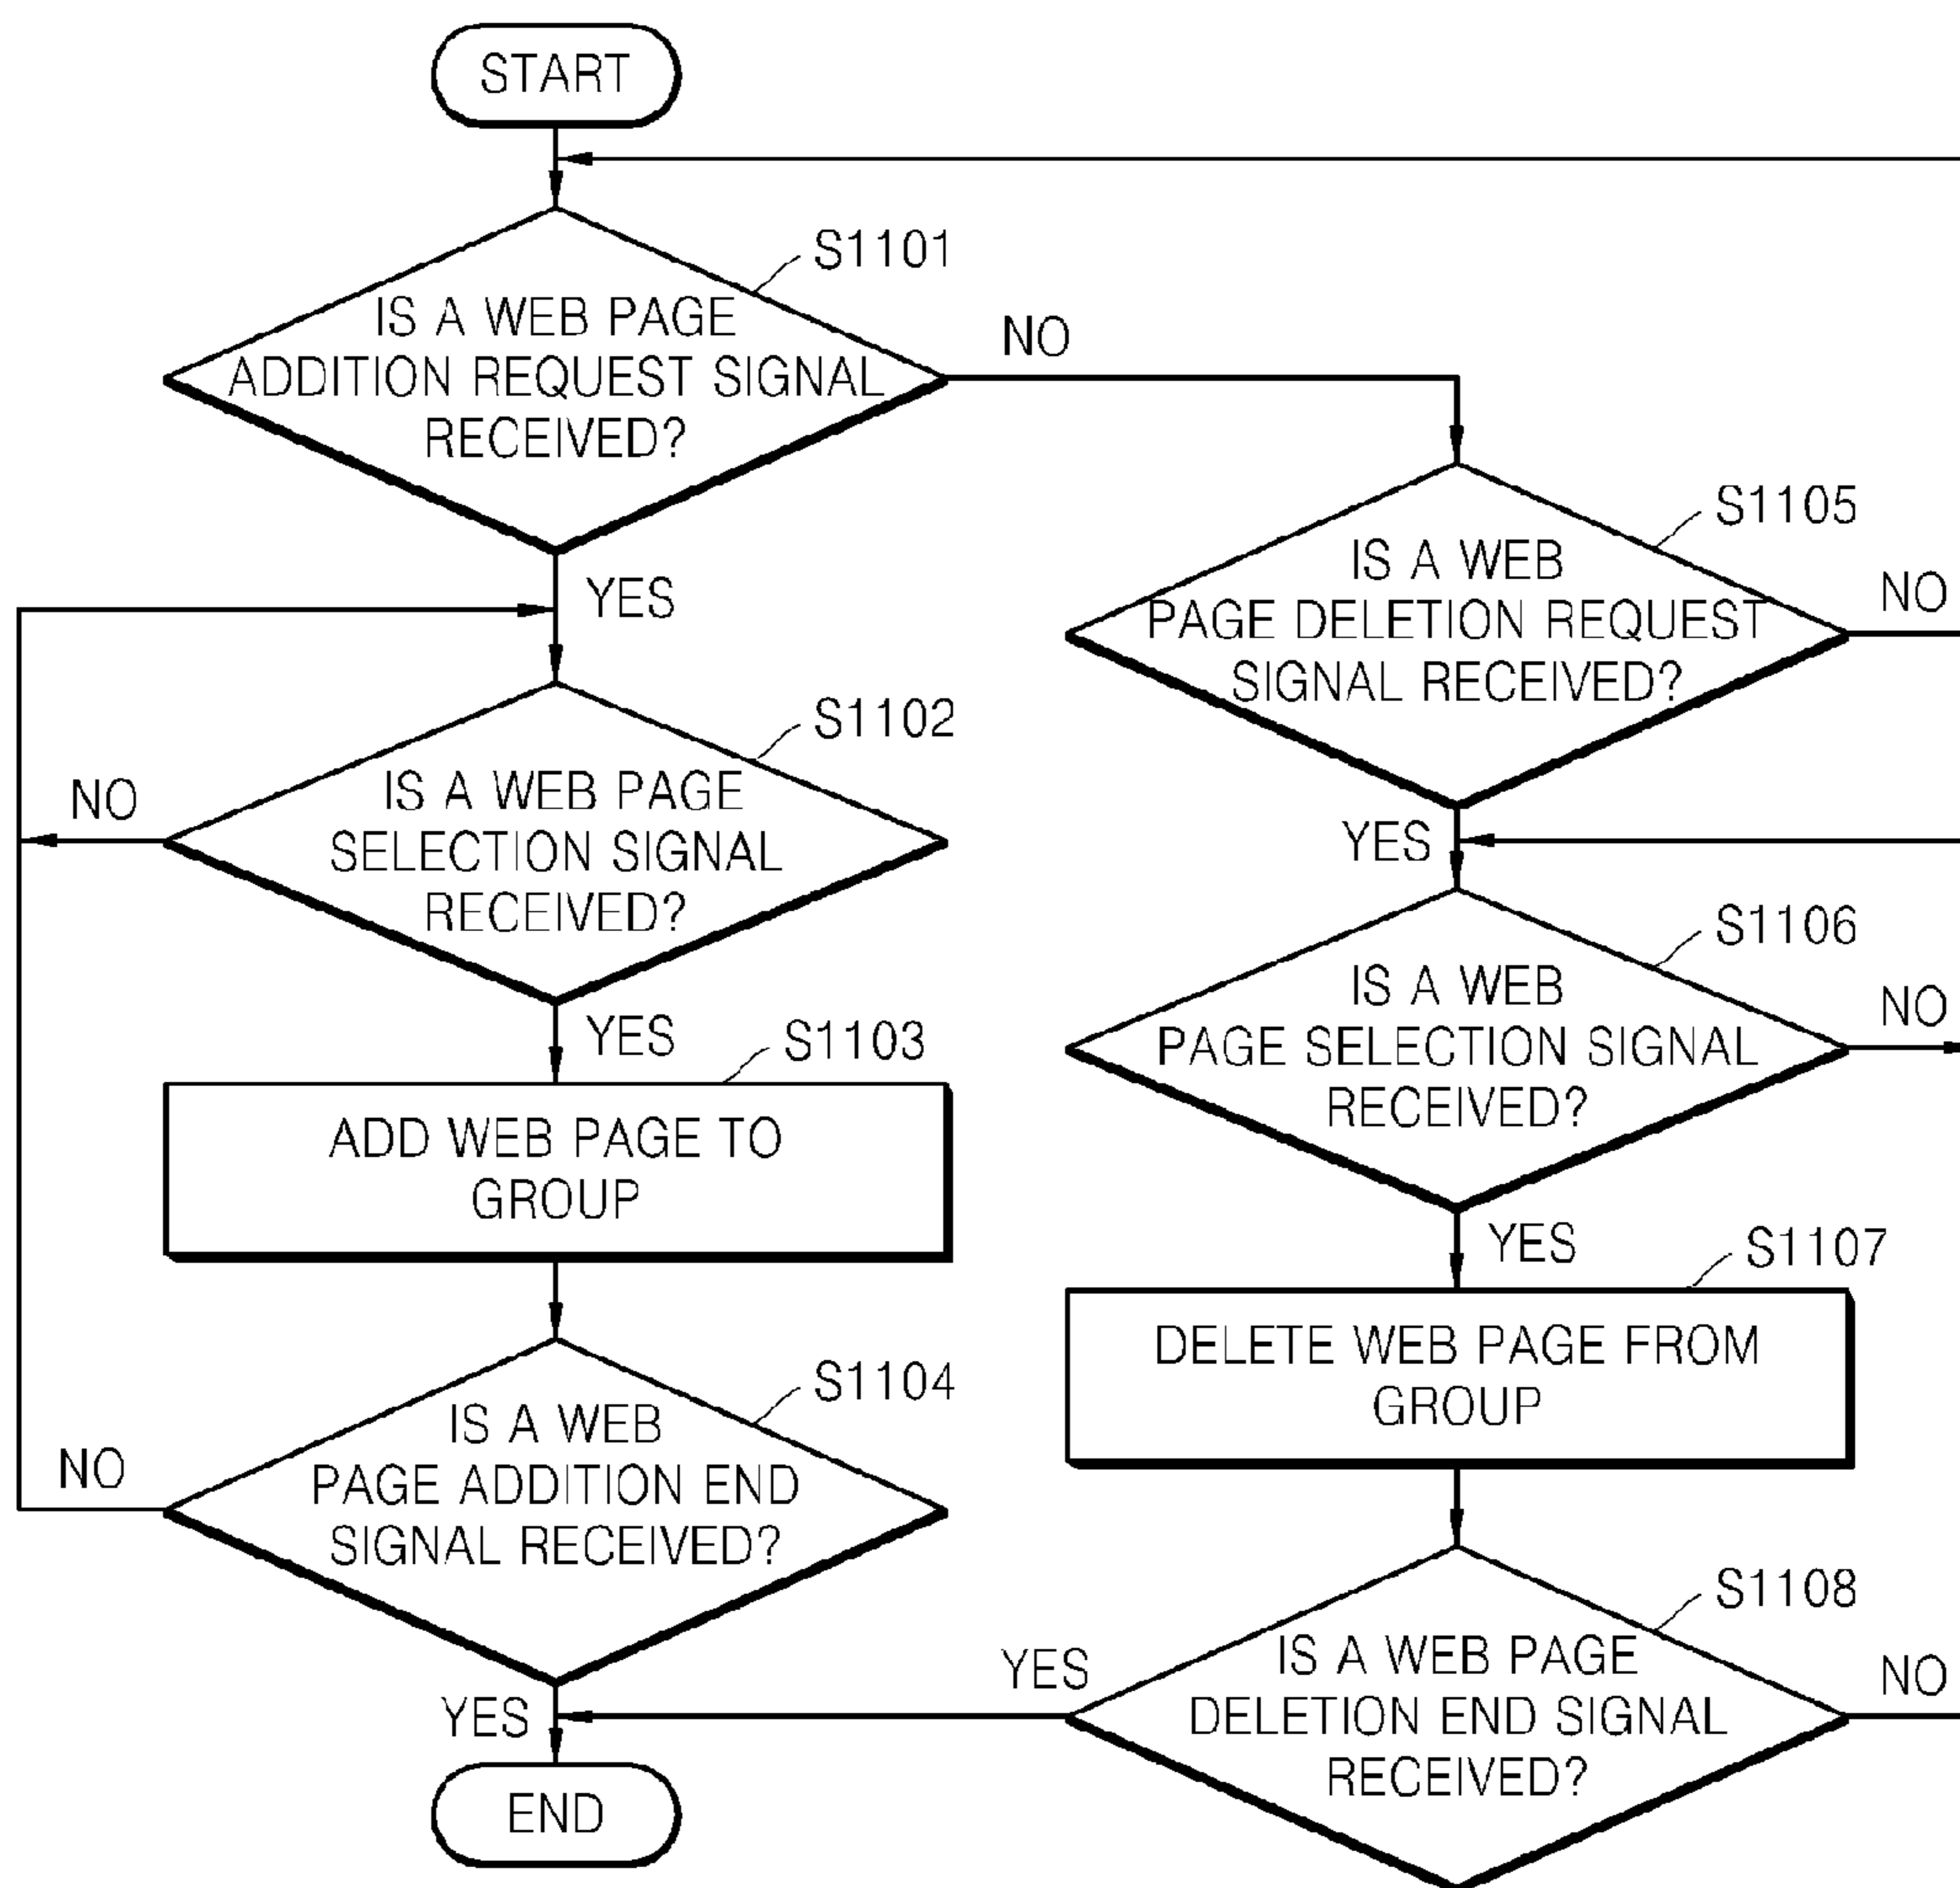 START
S1101
IS A WEB PAGE
ADDITION REQUEST SIGNAL
RECEIVED?
NO
YES
S1102
IS A WEB PAGE
SELECTION SIGNAL
RECEIVED?
NO
YES
S1103
ADD WEB PAGE TO
GROUP
S1104
IS A WEB
PAGE ADDITION END
SIGNAL RECEIVED?
NO
YES
END
S1105
IS A WEB
PAGE DELETION REQUEST
SIGNAL RECEIVED?
NO
YES
S1106
IS A WEB
PAGE SELECTION SIGNAL
RECEIVED?
NO
YES
S1107
DELETE WEB PAGE FROM
GROUP
S1108
IS A WEB PAGE
DELETION END SIGNAL
RECEIVED?
YES
NO